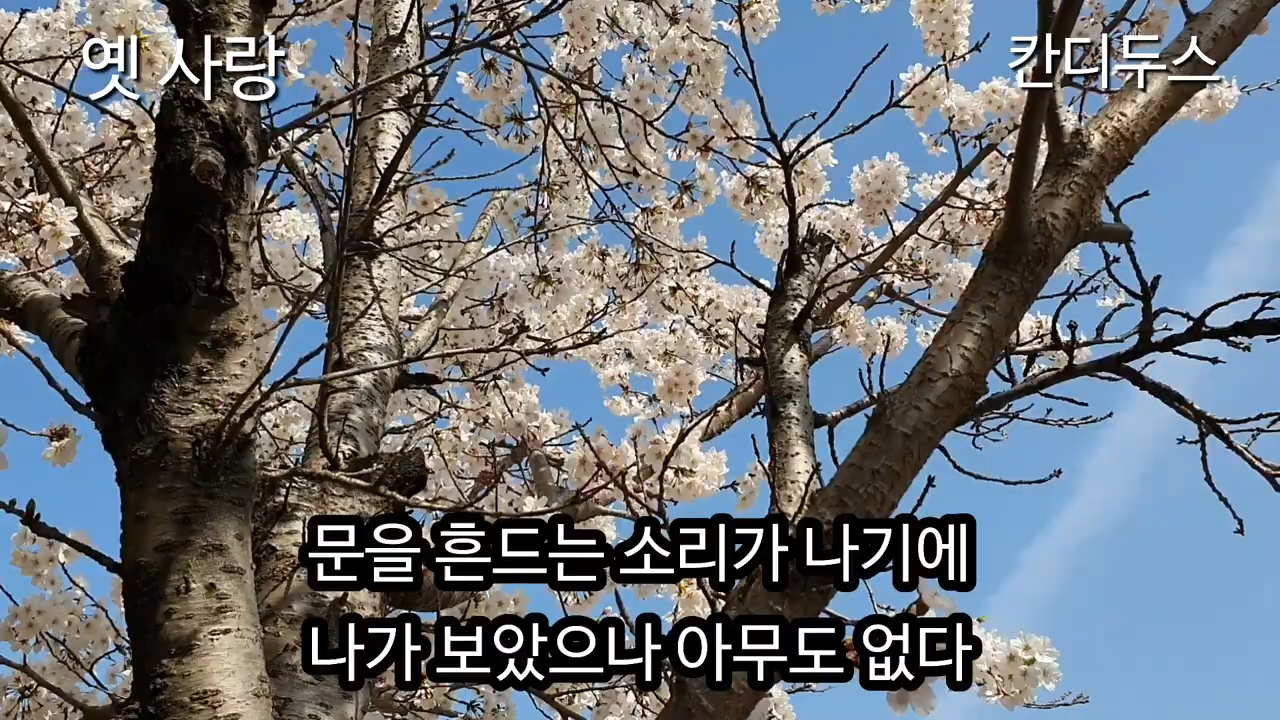 옛 사랑
칸디두스
문을 흔드는 소리가 나기에
나가 보았으나 아무도 없다